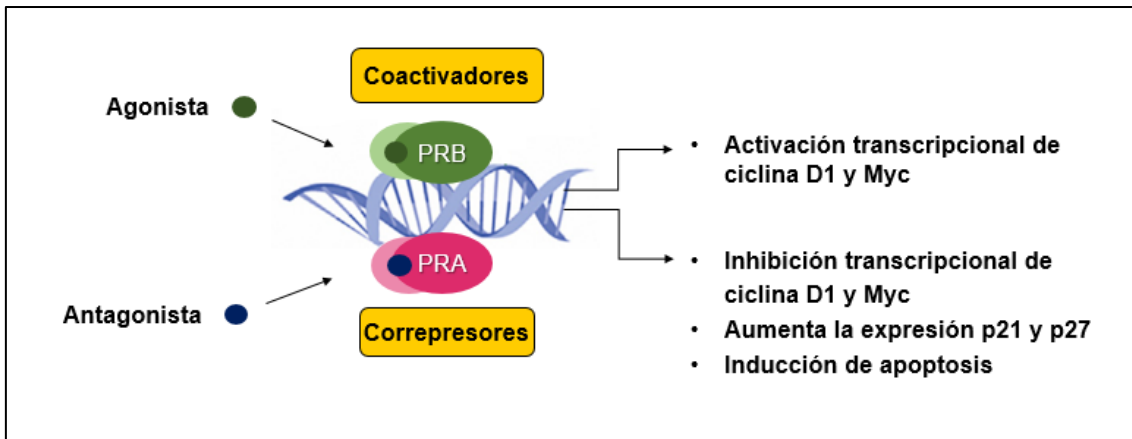 Coactivadores
Agonista
PRB
PRA
Antagonista
Correpresores
• Activación transcripcional de
ciclina D1 y Myc
• Inhibición transcripcional de
ciclina D1 y Myc
• Aumenta la expresión p21 y p27
• Inducción de apoptosis